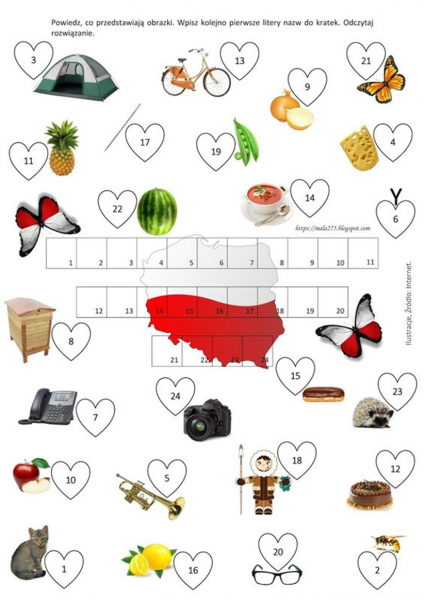 Powiedz, co przedstawiają obrazki. Wpisz kolejno pierwsze litery nazw do kratek. Odczytaj
rozwiązanie.
3 13 21
9
11 17 19 4
22 14 Y
6
https://mala275.blogspot.com
1 2 3 4 5 6 7 8 9 10 11
12 13 14 15 16 17 18 19 20
21 22 23 24
Ilustracje, Źródło: Internet.
8
15
7 24 23
10 5 18 12
1 16 20 2